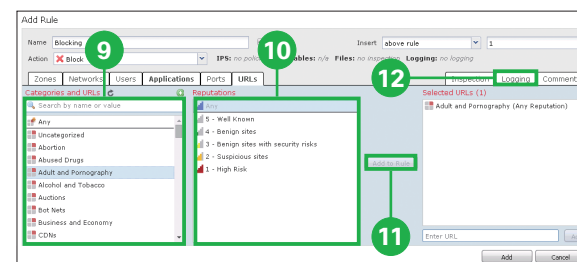 Add Rule
Name Blocking Insert above rule 1
Action Block IPS: no Files: no Logging: no logging
9
10
12
Zones Networks Users Applications Ports URLs Inspection Logging Comment
Categories and URLs Reputations Selected URLs (1)
Search by name or value Any Adult and Pornography (Any Reputation)
Any 5 - Well Known
Uncategorized 4 - Benign sites
Abortion 3 - Benign sites with security risks
Abused Drugs 2 - Suspicious sites Add to Rule
Adult and Pornography 1 - High Risk
Alcohol and Tobacco
Auctions
Bot Nets 11
Business and Economy Enter URL
CDNs
Add Cancel